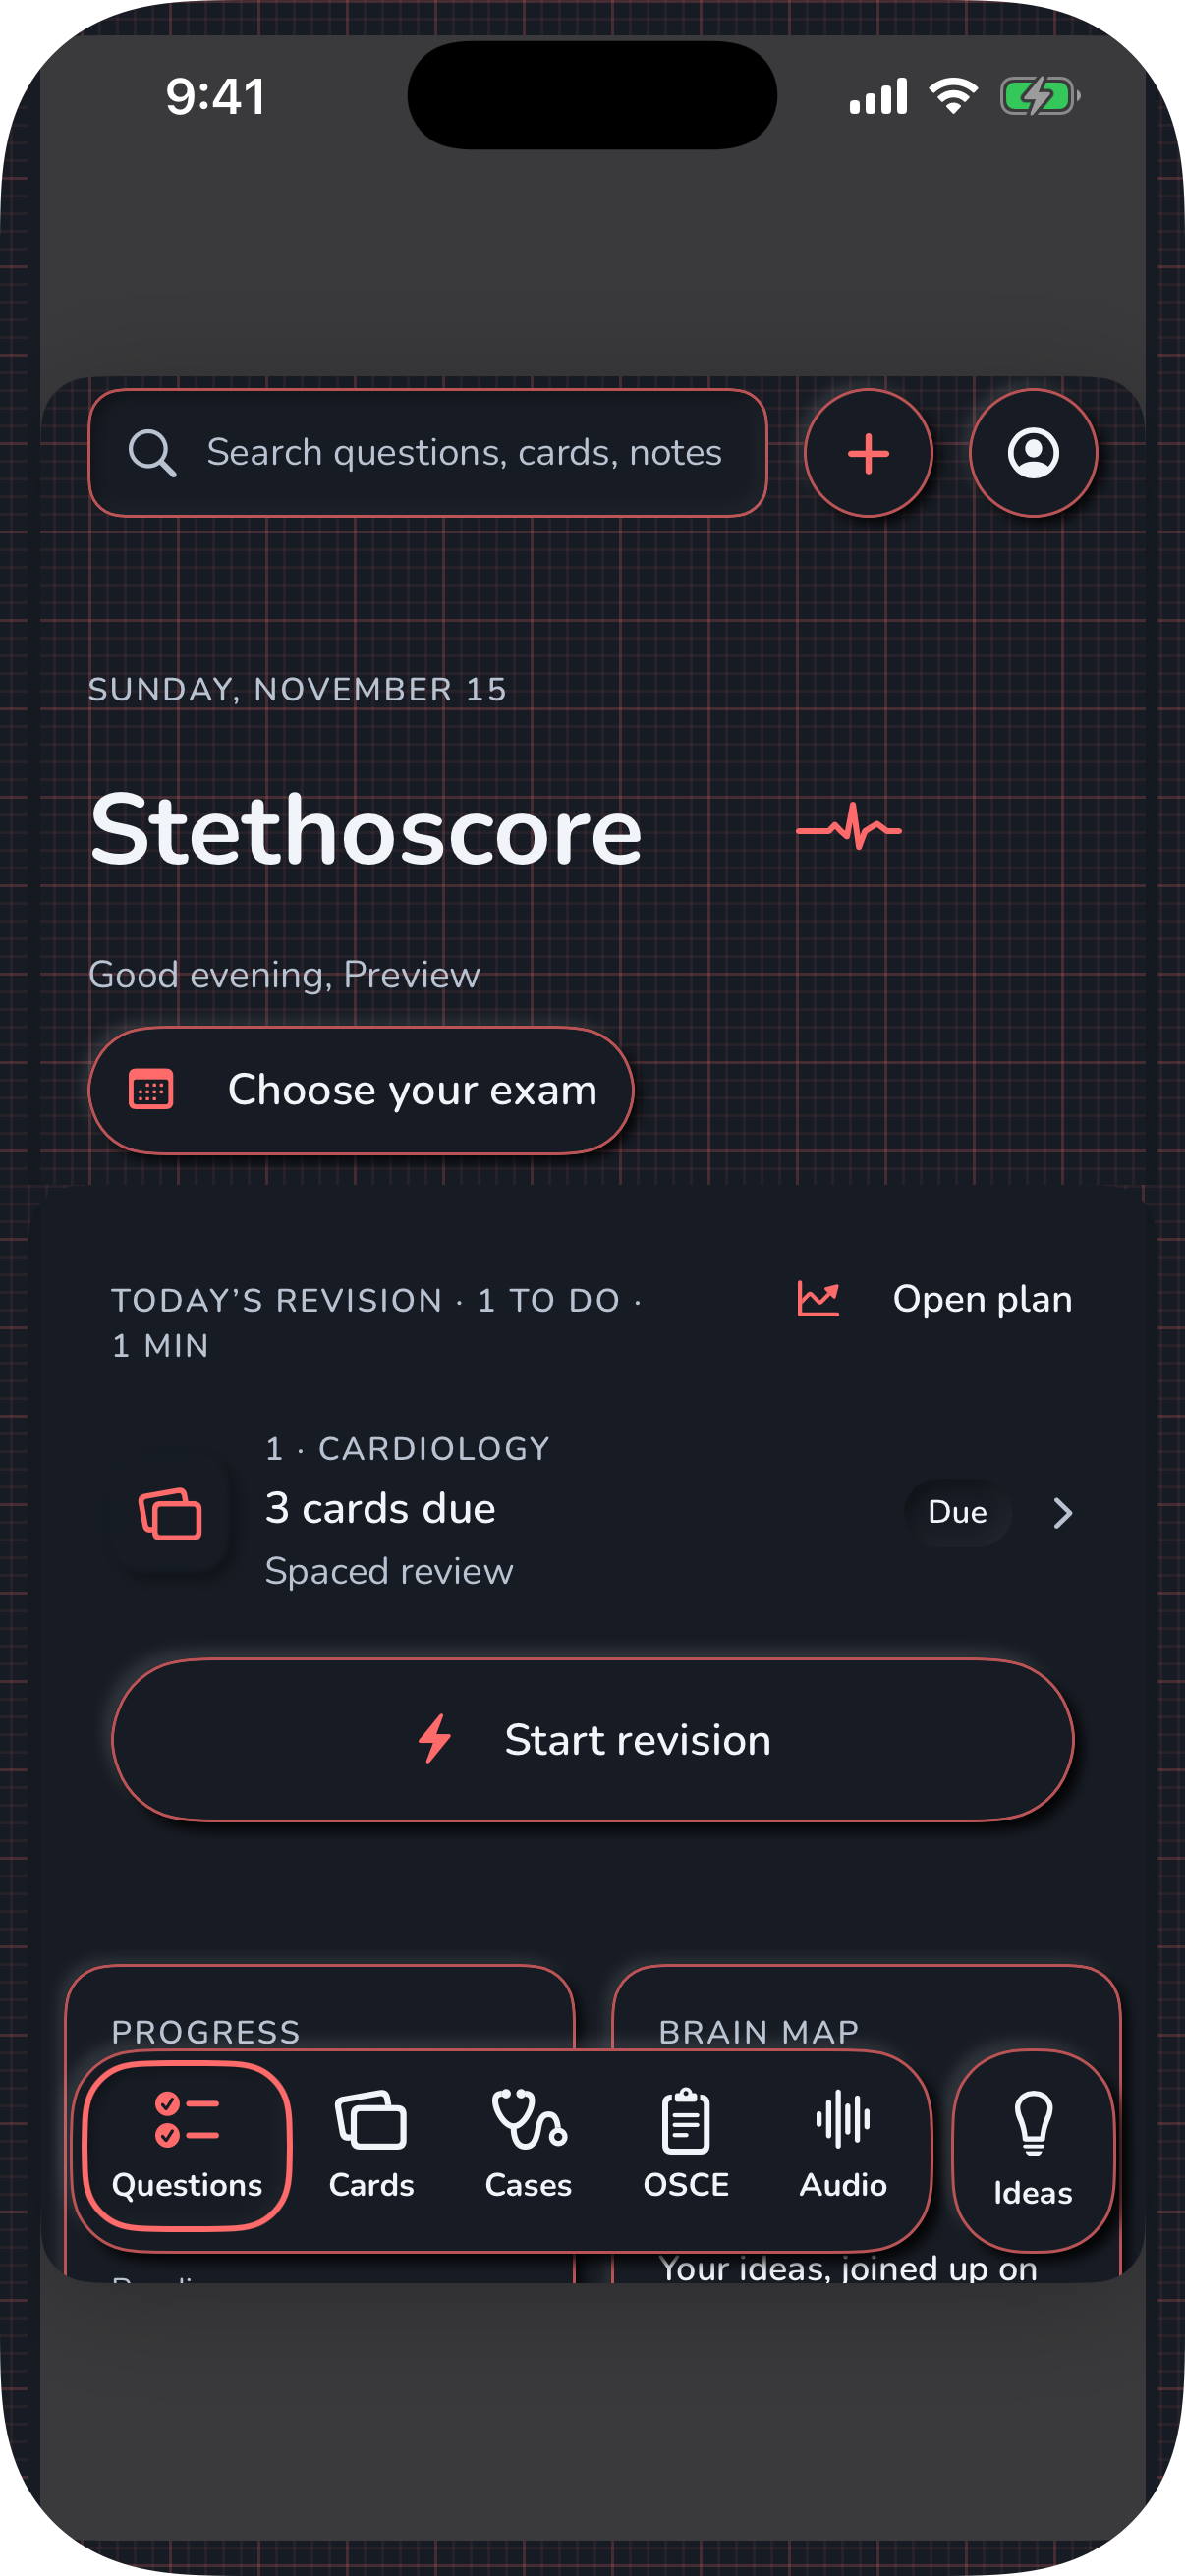 9:41
Search questions, cards, notes
SUNDAY, NOVEMBER 15
Stethoscore
Good evening, Preview
Choose your exam
TODAY’S REVISION · 1 TO DO ·
1 MIN
Open plan
1 · CARDIOLOGY
3 cards due
Spaced review
Due
Start revision
PROGRESS
BRAIN MAP
Questions
Cards
Cases
OSCE
Audio
Ideas
Your ideas, joined up on